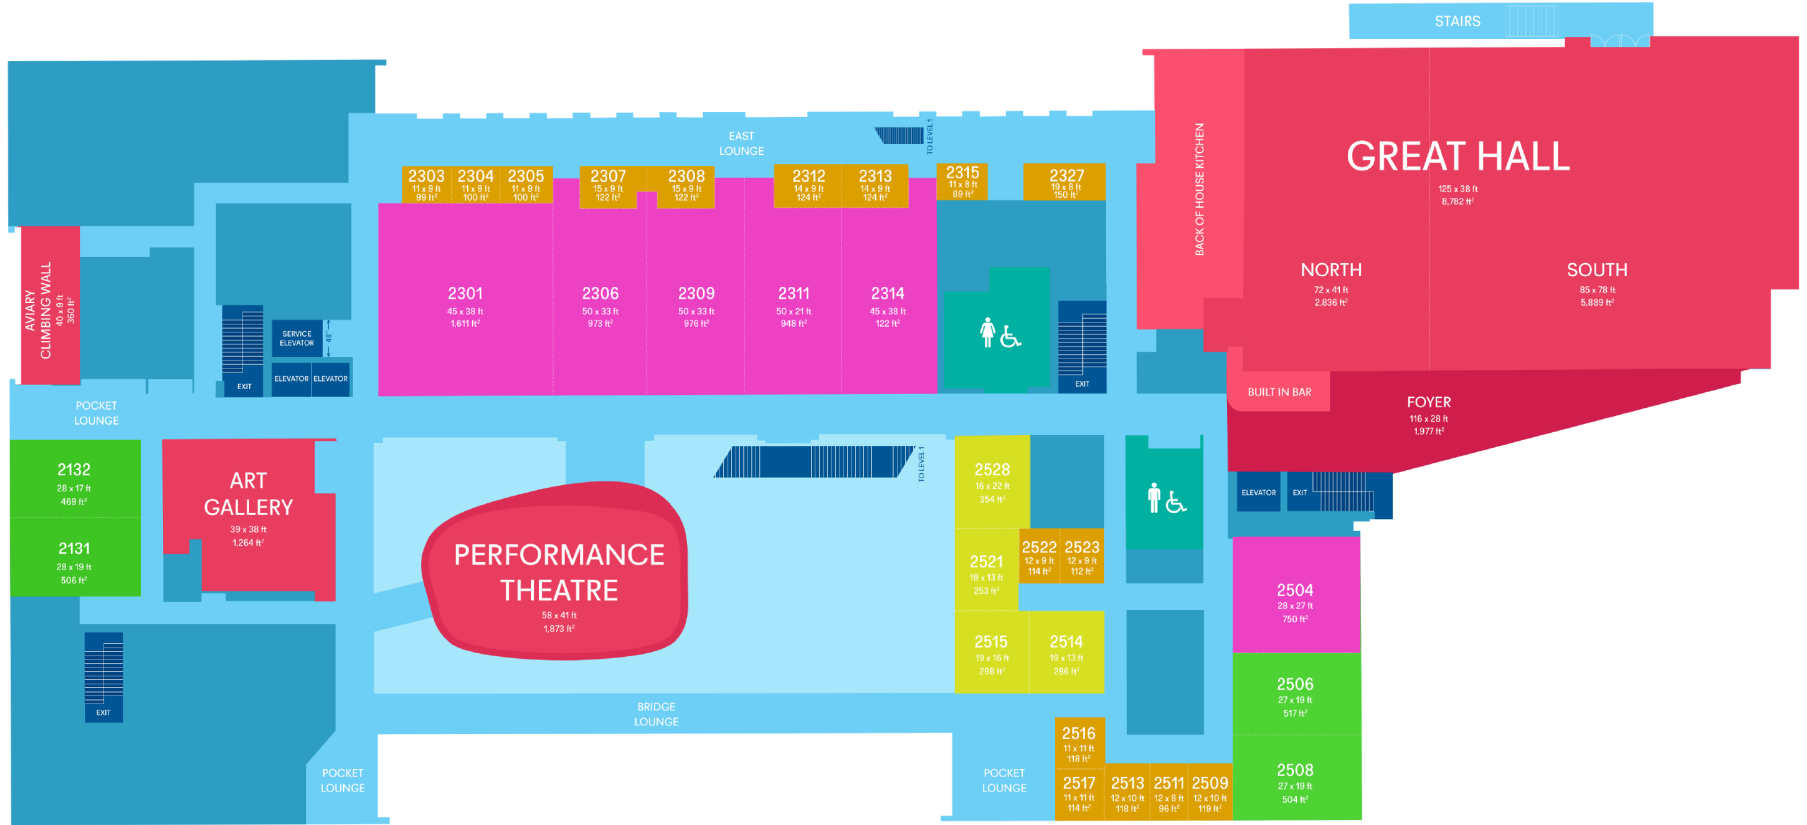 STAIRS
EAST
LOUNGE
TO LEVEL 1
BACK OF HOUSE KITCHEN
GREAT HALL
125 x 38 ft
8,782 ft²
NORTH
72 x 41 ft
2,836 ft²
SOUTH
85 x 78 ft
5,889 ft²
2303
11 x 9 ft
99 ft²
2304
11 x 9 ft
100 ft²
2305
11 x 9 ft
100 ft²
2307
15 x 9 ft
122 ft²
2308
15 x 9 ft
122 ft²
2312
14 x 9 ft
124 ft²
2313
14 x 9 ft
124 ft²
2315
11 x 8 ft
89 ft²
2327
19 x 8 ft
150 ft²
AVIARY
CLIMBING WALL
40 x 9 ft
360 ft²
SERVICE
ELEVATOR
48"
EXIT
ELEVATOR
ELEVATOR
2301
45 x 38 ft
1,611 ft²
2306
50 x 33 ft
973 ft²
2309
50 x 33 ft
976 ft²
2311
50 x 21 ft
948 ft²
2314
45 x 38 ft
122 ft²
EXIT
BUILT IN BAR
FOYER
116 x 28 ft
1,977 ft²
POCKET
LOUNGE
2132
28 x 17 ft
469 ft²
2131
28 x 19 ft
506 ft²
ART
GALLERY
39 x 38 ft
1,264 ft²
TO LEVEL 1
PERFORMANCE
THEATRE
58 x 41 ft
1,873 ft²
2528
16 x 22 ft
354 ft²
2521
16 x 13 ft
253 ft²
2522
12 x 9 ft
114 ft²
2523
12 x 9 ft
112 ft²
2515
19 x 16 ft
298 ft²
2514
19 x 13 ft
286 ft²
ELEVATOR
EXIT
2504
28 x 27 ft
750 ft²
2506
27 x 19 ft
517 ft²
2508
27 x 19 ft
504 ft²
EXIT
BRIDGE
LOUNGE
POCKET
LOUNGE
POCKET
LOUNGE
2516
11 x 11 ft
118 ft²
2517
11 x 11 ft
114 ft²
2513
12 x 10 ft
118 ft²
2511
12 x 8 ft
96 ft²
2509
12 x 10 ft
119 ft²